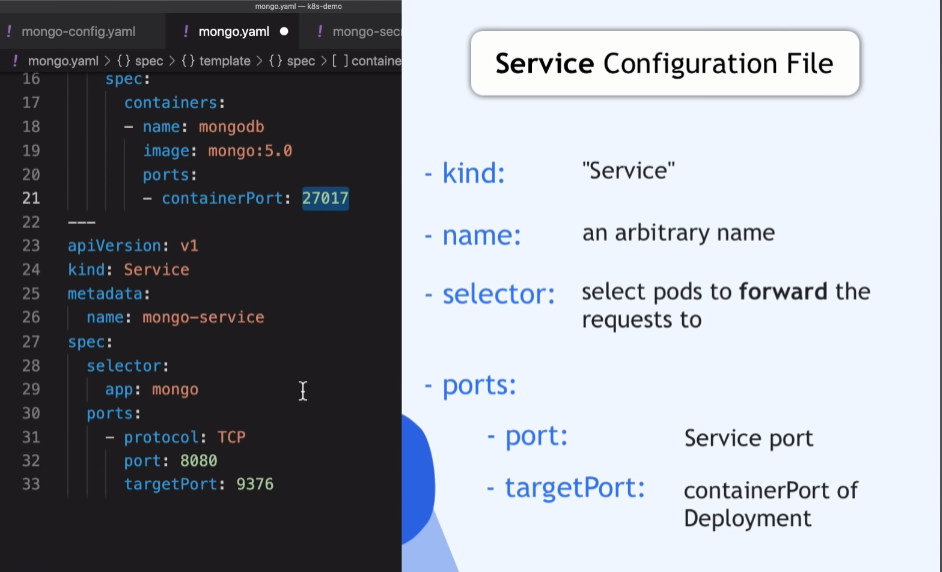 mongo.yaml — k8s-demo
! mongo-config.yaml ! mongo.yaml ● ! mongo-sec
! mongo.yaml > {} spec > {} template > {} spec > [ ] containe
16 spec:
17 containers:
18 - name: mongodb
19 image: mongo:5.0
20 ports:
21 - containerPort: 27017
22 ---
23 apiVersion: v1
24 kind: Service
25 metadata:
26 name: mongo-service
27 spec:
28 selector:
29 app: mongo
30 ports:
31 - protocol: TCP
32 port: 8080
33 targetPort: 9376
Service Configuration File
- kind: "Service"
- name: an arbitrary name
- selector: select pods to forward the
requests to
- ports:
- port: Service port
- targetPort: containerPort of
Deployment